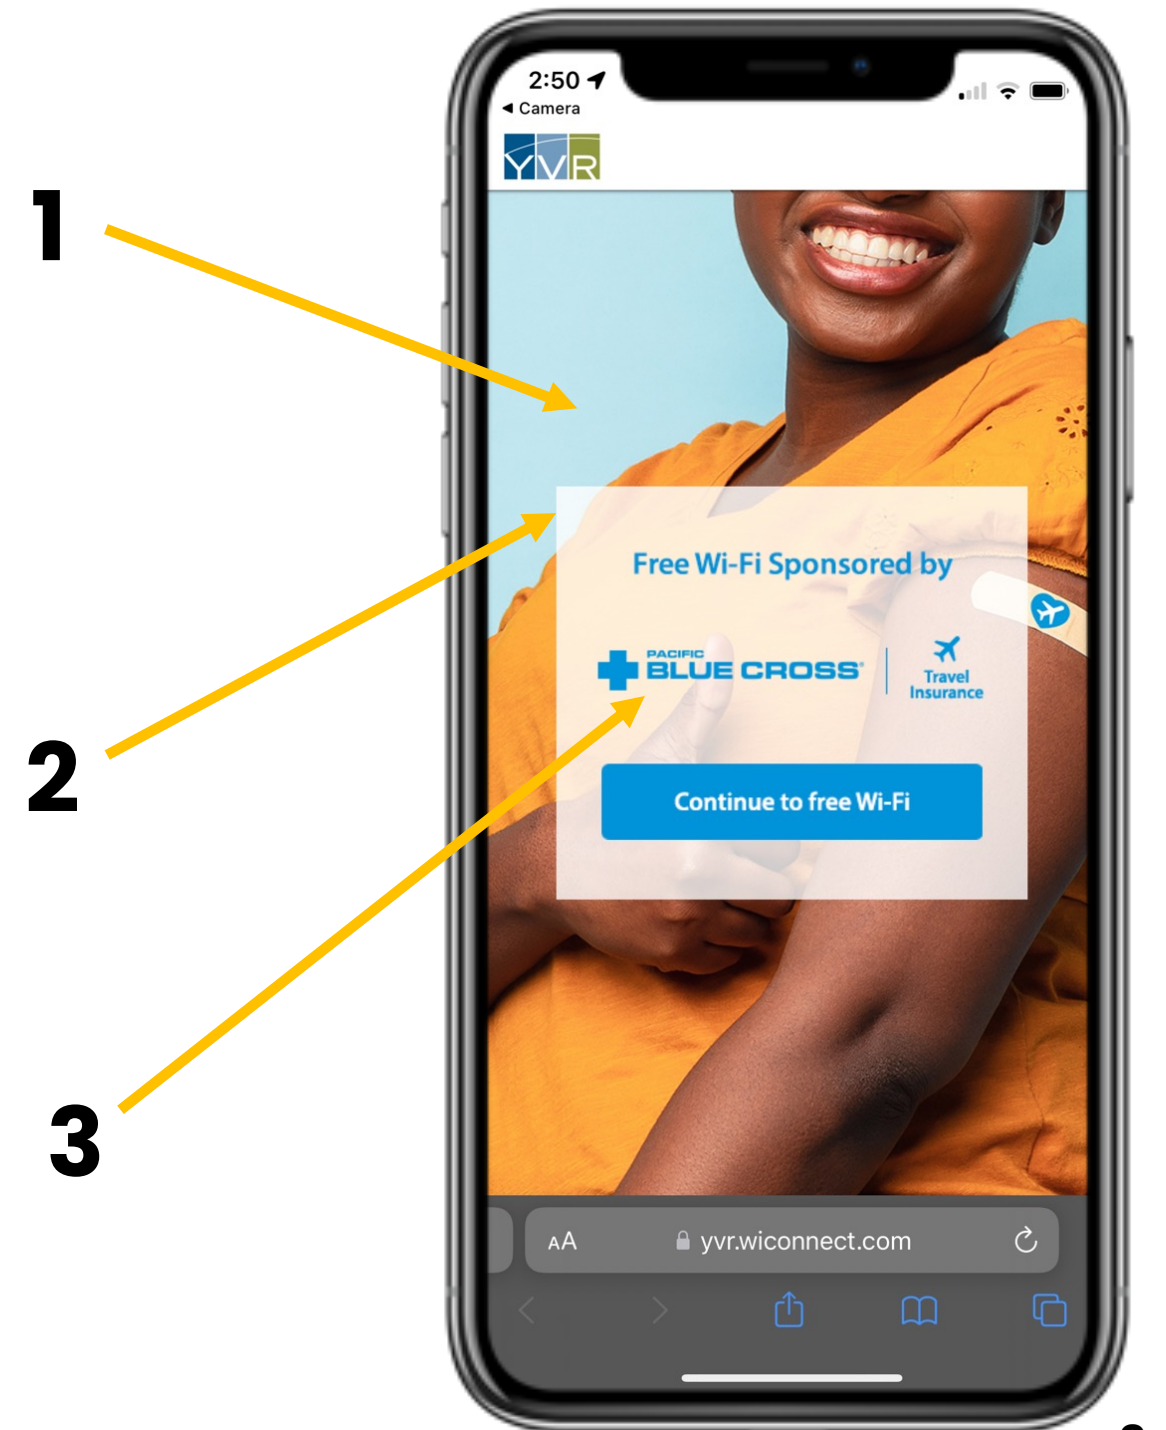 2:50
Camera
YVR
1
Free Wi-Fi Sponsored by
PACIFIC
BLUE CROSS®
Travel
Insurance
2
Continue to free Wi-Fi
3
AA yvr.wiconnect.com